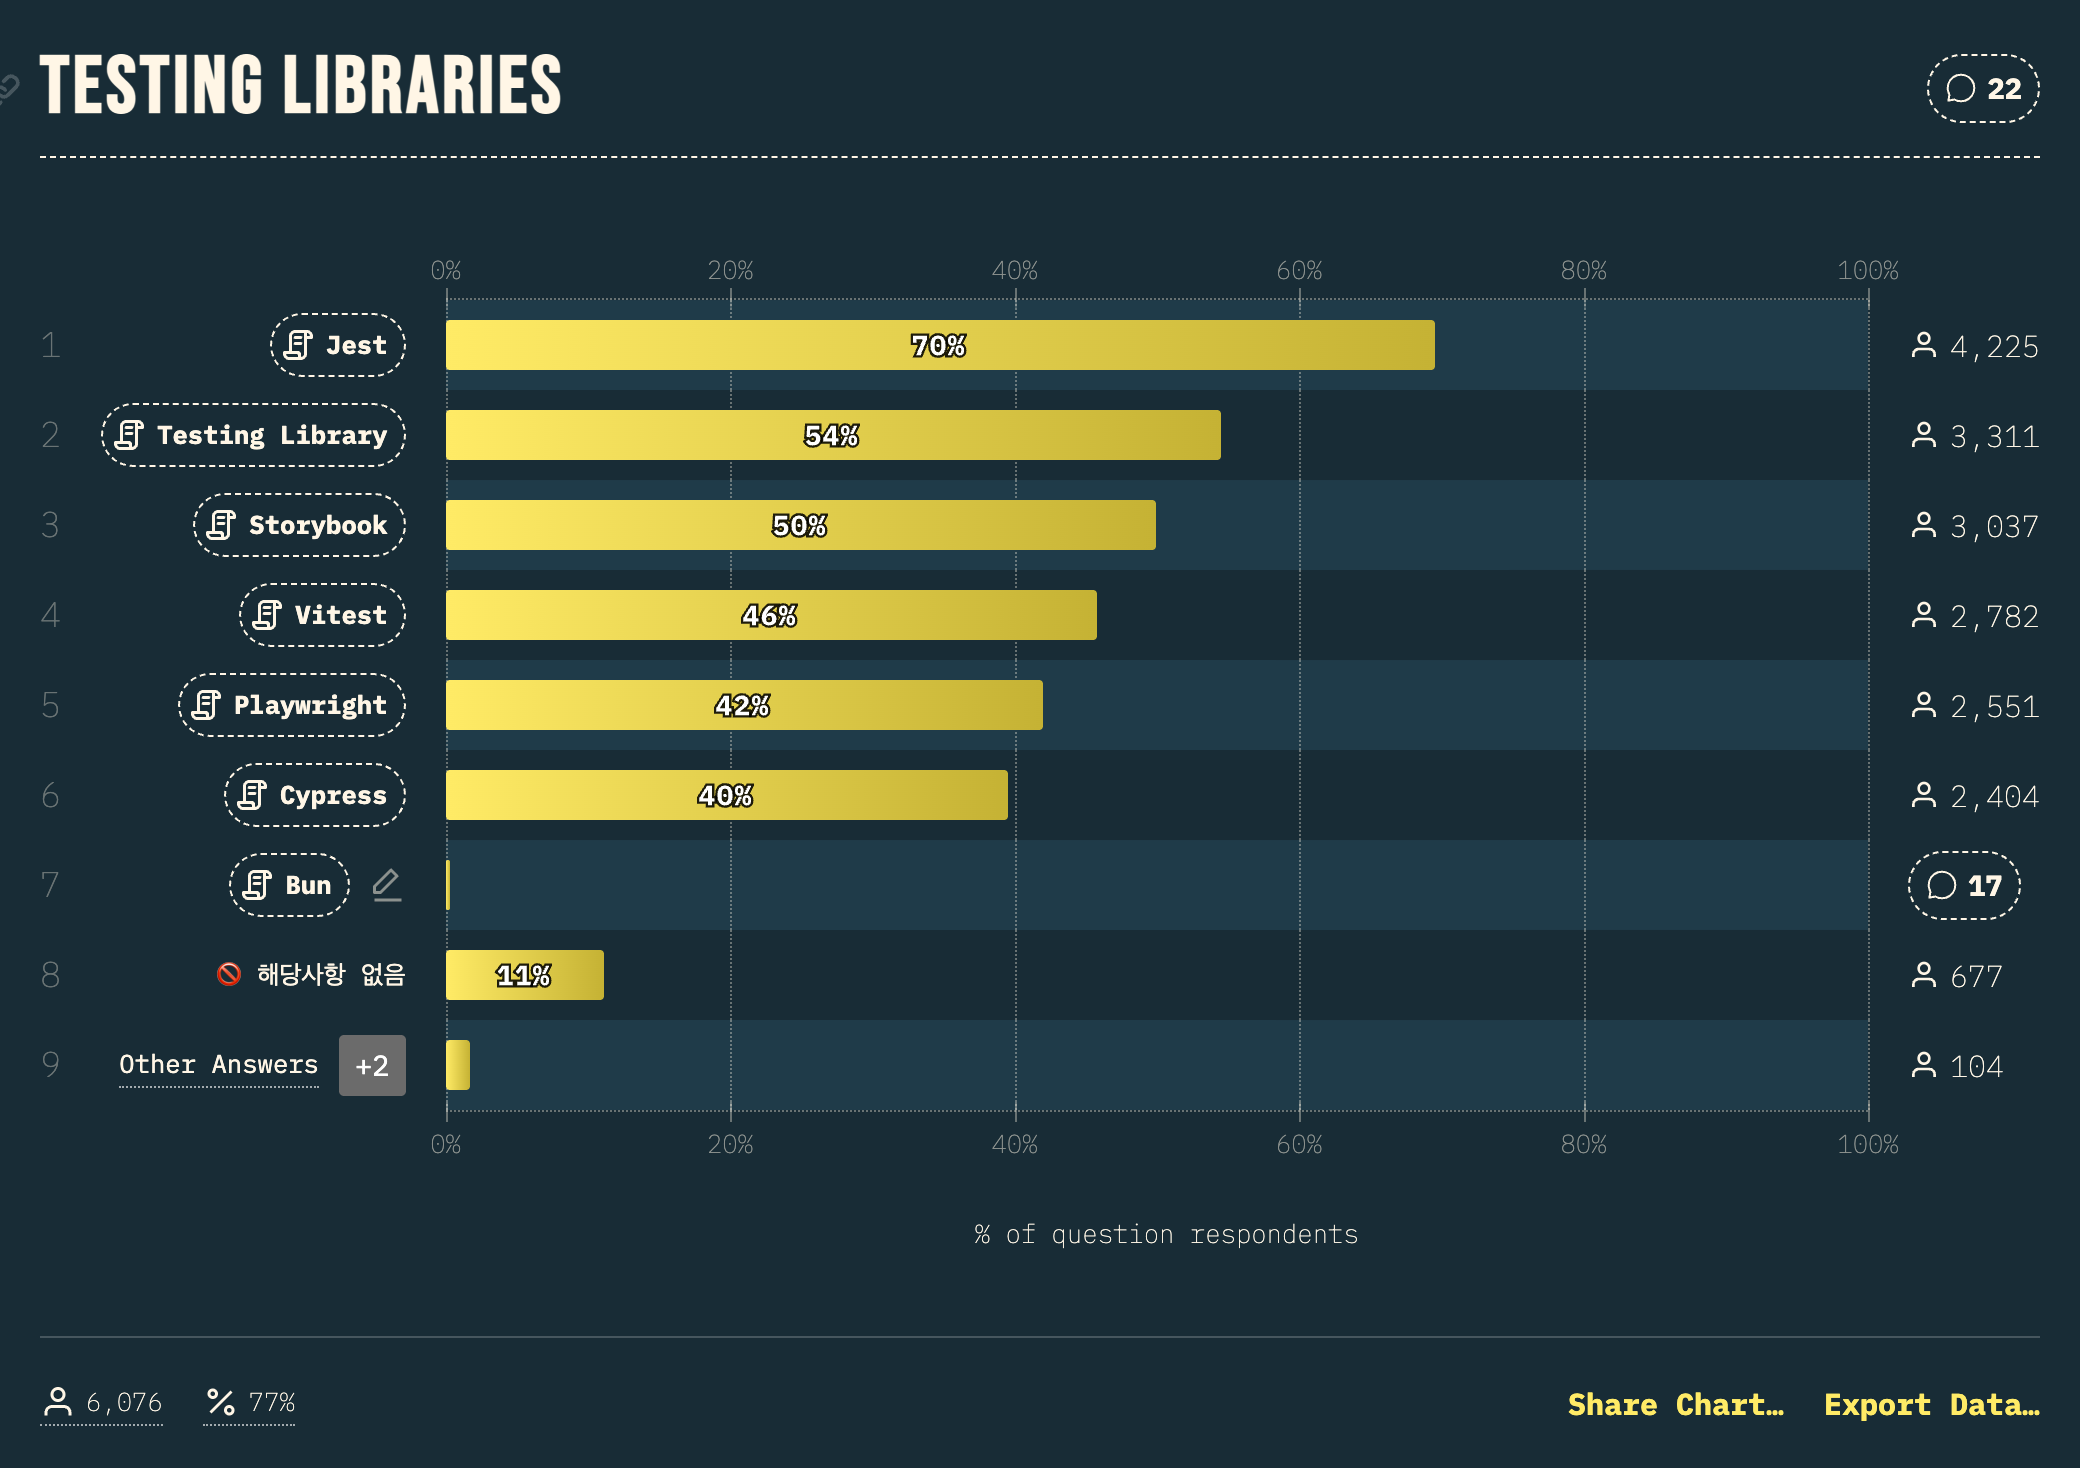 TESTING LIBRARIES
22
0% 20% 40% 60% 80% 100%
1 Jest 70% 4,225
2 Testing Library 54% 3,311
3 Storybook 50% 3,037
4 Vitest 46% 2,782
5 Playwright 42% 2,551
6 Cypress 40% 2,404
7 Bun 17
8 해당사항 없음 11% 677
9 Other Answers +2 104
0% 20% 40% 60% 80% 100%
% of question respondents
6,076 77% Share Chart… Export Data…